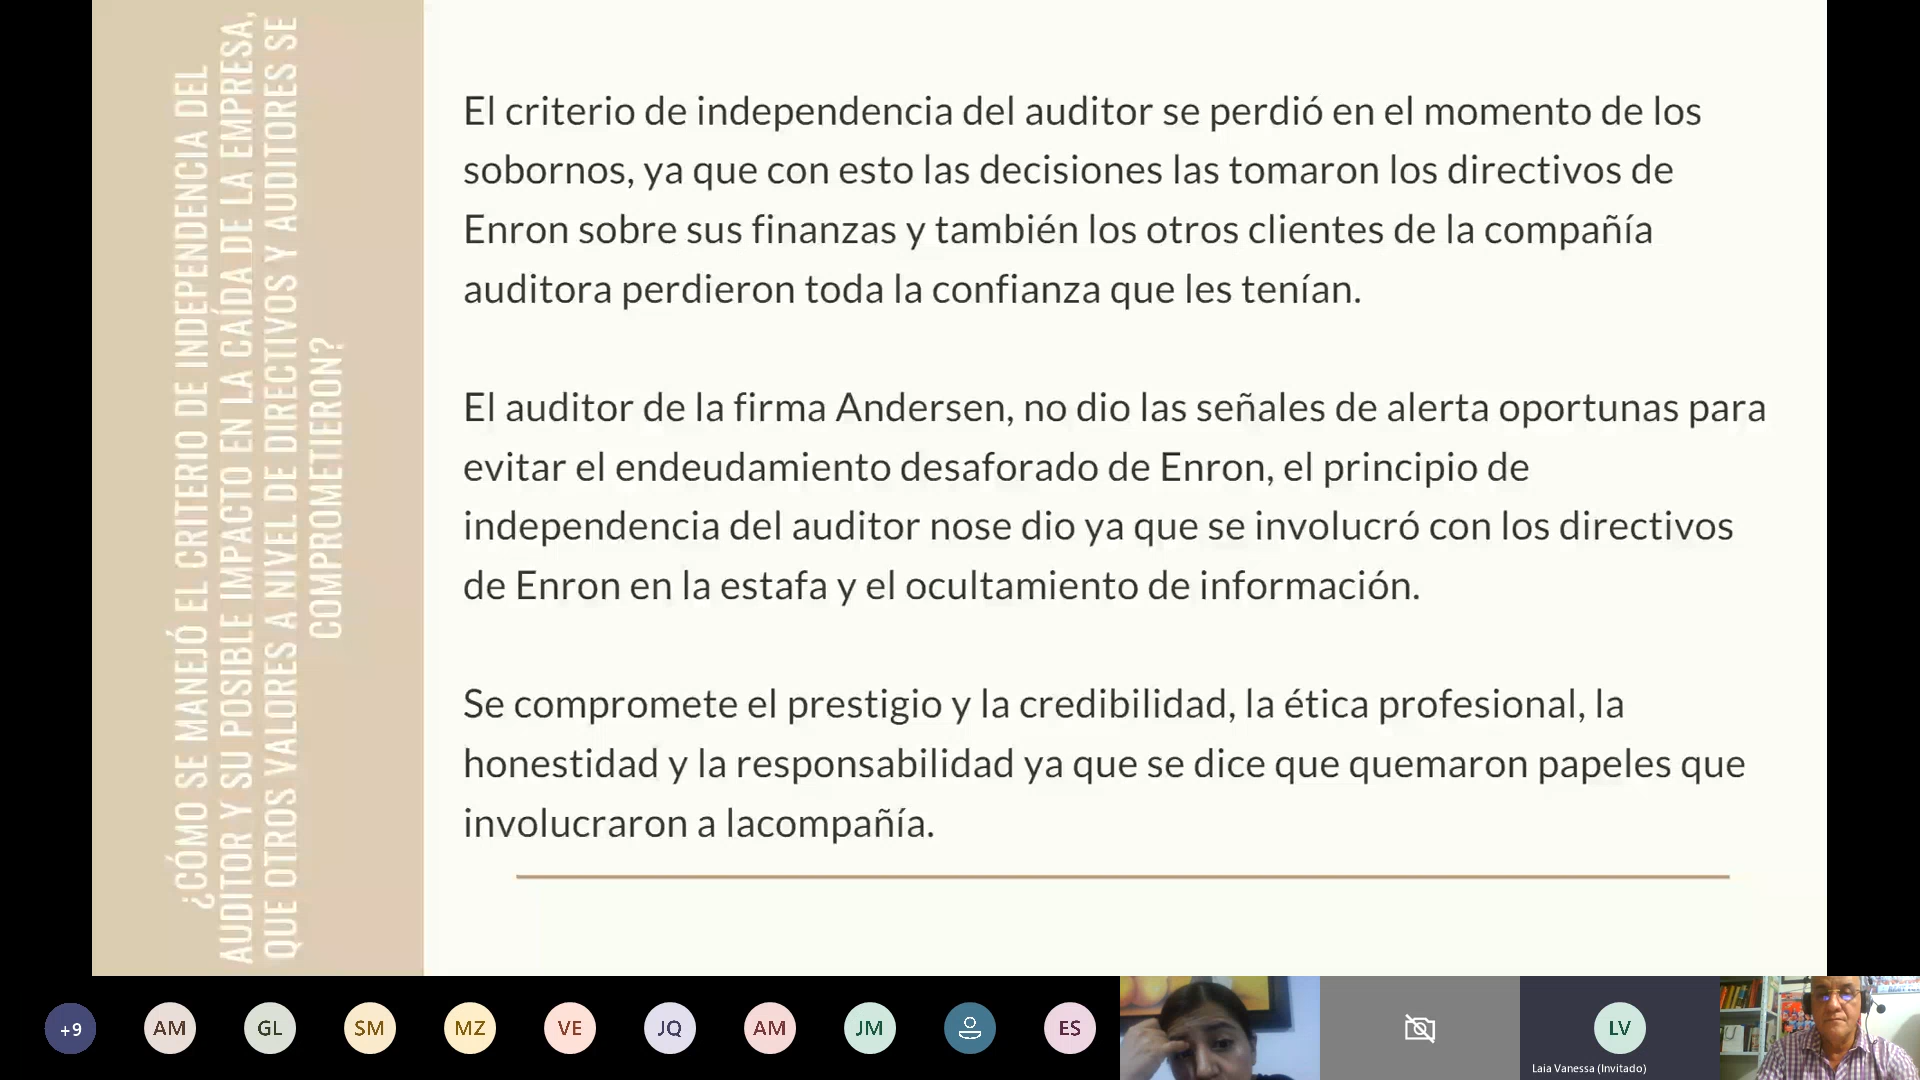 ¿CÓMO SE MANEJÓ EL CRITERIO DE INDEPENDENCIA DEL
AUDITOR Y SU POSIBLE IMPACTO EN LA CAÍDA DE LA EMPRESA,
QUE OTROS VALORES A NIVEL DE DIRECTIVOS Y AUDITORES SE
COMPROMETIERON?
El criterio de independencia del auditor se perdió en el momento de los
sobornos, ya que con esto las decisiones las tomaron los directivos de
Enron sobre sus finanzas y también los otros clientes de la compañía
auditora perdieron toda la confianza que les tenían.
El auditor de la firma Andersen, no dio las señales de alerta oportunas para
evitar el endeudamiento desaforado de Enron, el principio de
independencia del auditor nose dio ya que se involucró con los directivos
de Enron en la estafa y el ocultamiento de información.
Se compromete el prestigio y la credibilidad, la ética profesional, la
honestidad y la responsabilidad ya que se dice que quemaron papeles que
involucraron a lacompañía.
+9
AM
GL
SM
MZ
VE
JQ
AM
JM
ES
LV
Laia Vanessa (Invitado)